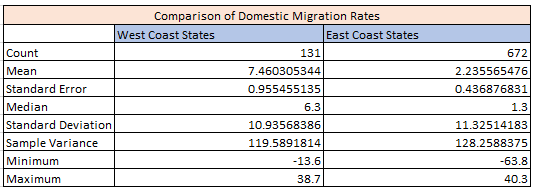 Comparison of Domestic Migration Rates
West Coast States East Coast States
Count 131 672
Mean 7.460305344 2.235565476
Standard Error 0.955455135 0.436876831
Median 6.3 1.3
Standard Deviation 10.93568386 11.32514183
Sample Variance 119.5891814 128.2588375
Minimum -13.6 -63.8
Maximum 38.7 40.3